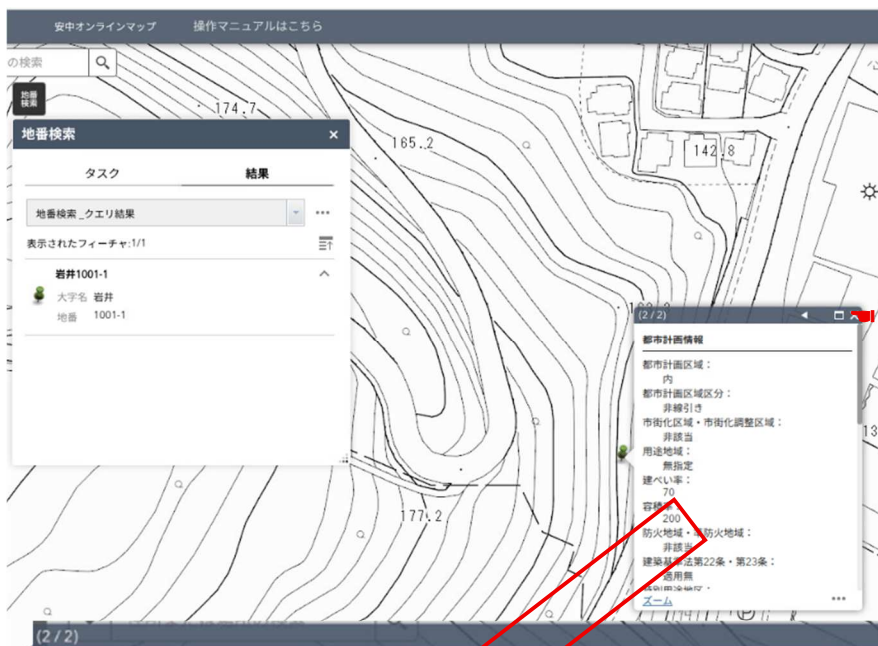 安中オンラインマップ 操作マニュアルはこちら
の検索
地番
検索
地番検索 ×
タスク 結果
地番検索_クエリ結果
表示されたフィーチャ:1/1
岩井1001-1
大字名 岩井
地番 1001-1
174.7
165.2
142.8
177.2
13
(2 / 2)
都市計画情報
都市計画区域:
内
都市計画区域区分:
非線引き
市街化区域・市街化調整区域:
非該当
用途地域:
無指定
建ぺい率:
70
容積率
200
防火地域・準防火地域:
非該当
建築基準法第22条・第23条:
適用無
ズーム
(2 / 2)